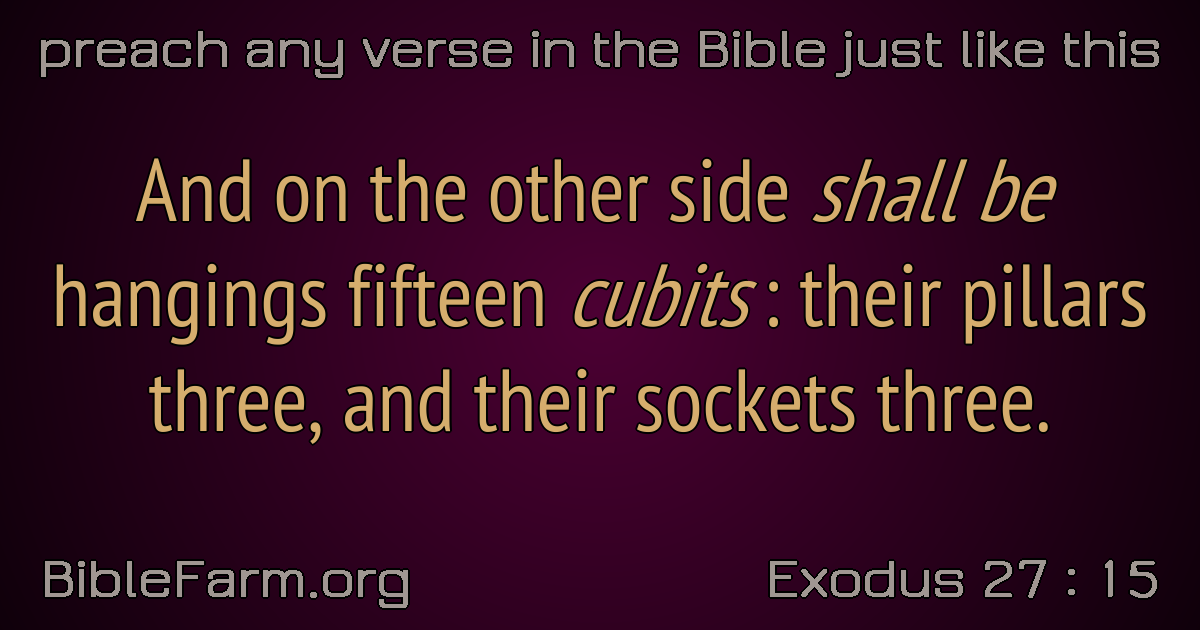 preach any verse in the Bible just like this
And on the other side shall be
hangings fifteen cubits: their pillars
three, and their sockets three.
BibleFarm.org
Exodus 27 : 15